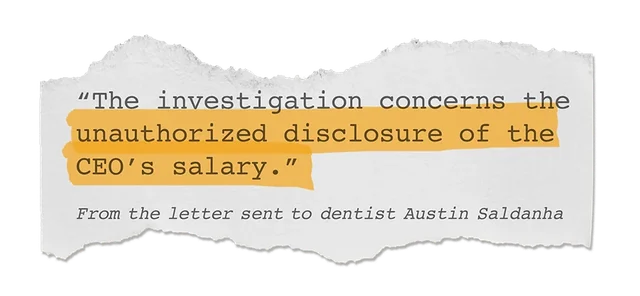 “The investigation concerns the
unauthorized disclosure of the
CEO’s salary.”
From the letter sent to dentist Austin Saldanha